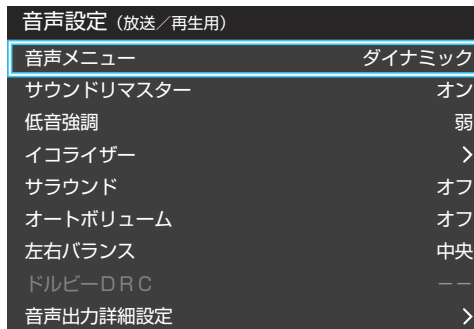 音声設定（放送／再生用）
音声メニュー ダイナミック
サウンドリマスター オン
低音強調 弱
イコライザー >
サラウンド オフ
オートボリューム オフ
左右バランス 中央
ドルビーＤＲＣ −−
音声出力詳細設定 >